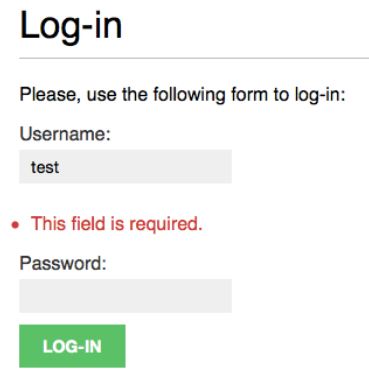 Log-in
Please, use the following form to log-in:
Username:
test
• This field is required.
Password:
LOG-IN